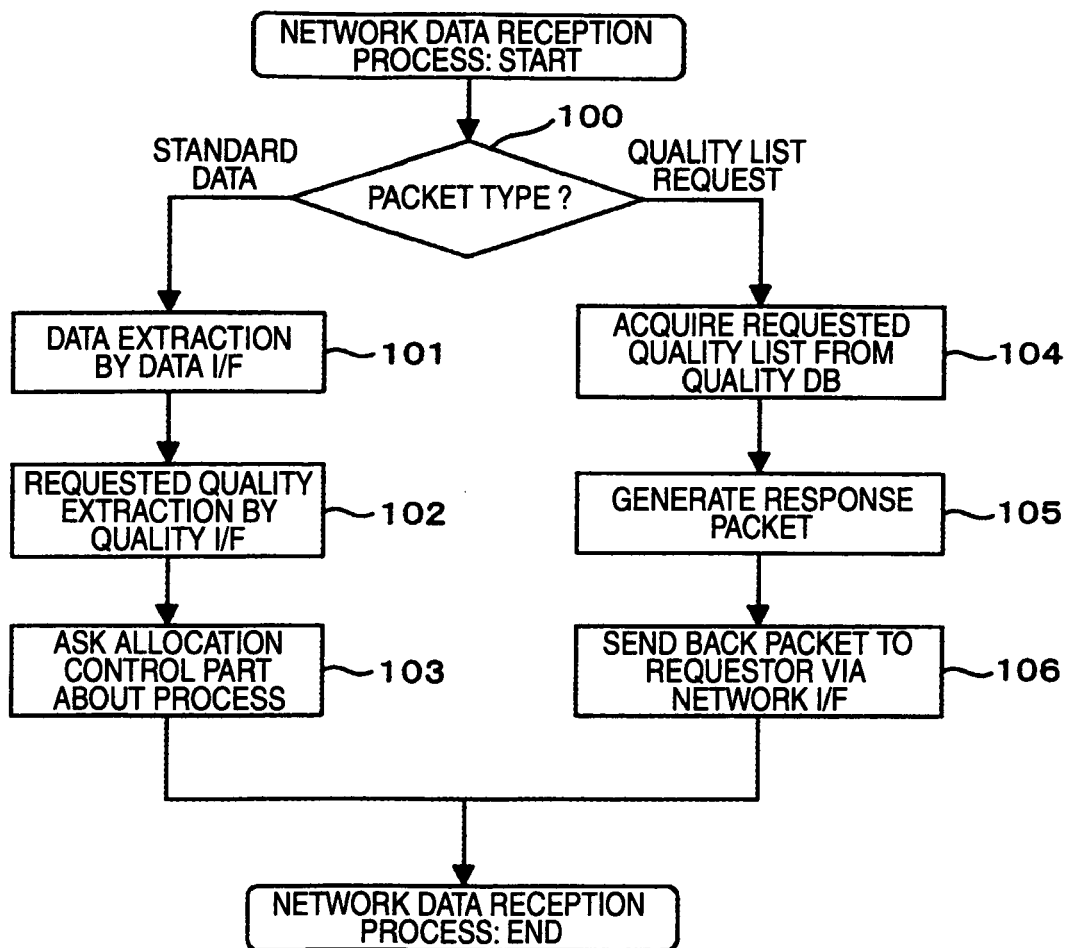 NETWORK DATA RECEPTION
PROCESS: START
100
STANDARD
DATA
PACKET TYPE ?
QUALITY LIST
REQUEST
DATA EXTRACTION
BY DATA I/F
101
REQUESTED QUALITY
EXTRACTION BY
QUALITY I/F
102
ASK ALLOCATION
CONTROL PART
ABOUT PROCESS
103
ACQUIRE REQUESTED
QUALITY LIST FROM
QUALITY DB
104
GENERATE RESPONSE
PACKET
105
SEND BACK PACKET TO
REQUESTOR VIA
NETWORK I/F
106
NETWORK DATA RECEPTION
PROCESS: END